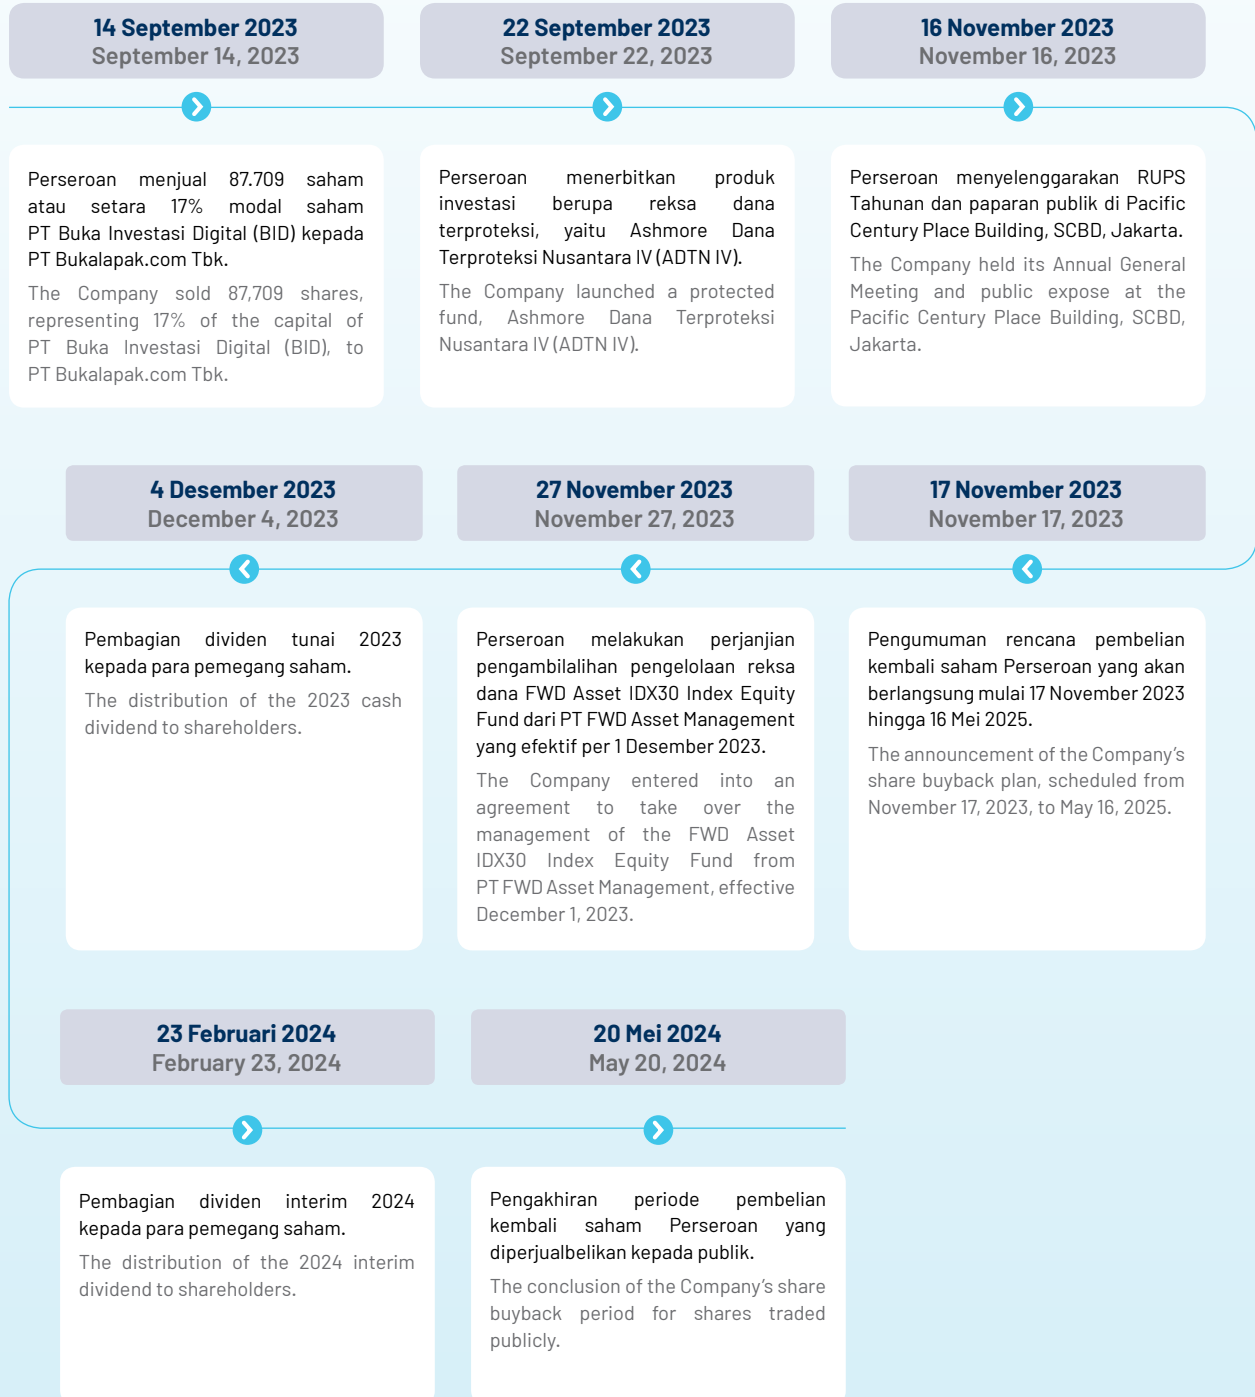 14 September 2023
September 14, 2023
Perseroan menjual 87.709 saham
atau setara 17% modal saham
PT Buka Investasi Digital (BID) kepada
PT Bukalapak.com Tbk.
The Company sold 87,709 shares,
representing 17% of the capital of
PT Buka Investasi Digital (BID), to
PT Bukalapak.com Tbk.
22 September 2023
September 22, 2023
Perseroan menerbitkan produk
investasi berupa reksa dana
terproteksi, yaitu Ashmore Dana
Terproteksi Nusantara IV (ADTN IV).
The Company launched a protected
fund, Ashmore Dana Terproteksi
Nusantara IV (ADTN IV).
16 November 2023
November 16, 2023
Perseroan menyelenggarakan RUPS
Tahunan dan paparan publik di Pacific
Century Place Building, SCBD, Jakarta.
The Company held its Annual General
Meeting and public expose at the
Pacific Century Place Building, SCBD,
Jakarta.
17 November 2023
November 17, 2023
Pengumuman rencana pembelian
kembali saham Perseroan yang akan
berlangsung mulai 17 November 2023
hingga 16 Mei 2025.
The announcement of the Company's
share buyback plan, scheduled from
November 17, 2023, to May 16, 2025.
27 November 2023
November 27, 2023
Perseroan melakukan perjanjian
pengambilalihan pengelolaan reksa
dana FWD Asset IDX30 Index Equity
Fund dari PT FWD Asset Management
yang efektif per 1 Desember 2023.
The Company entered into an
agreement to take over the
management of the FWD Asset
IDX30 Index Equity Fund from
PT FWD Asset Management, effective
December 1, 2023.
4 Desember 2023
December 4, 2023
Pembagian dividen tunai 2023
kepada para pemegang saham.
The distribution of the 2023 cash
dividend to shareholders.
23 Februari 2024
February 23, 2024
Pembagian dividen interim 2024
kepada para pemegang saham.
The distribution of the 2024 interim
dividend to shareholders.
20 Mei 2024
May 20, 2024
Pengakhiran periode pembelian
kembali saham Perseroan yang
diperjualbelikan kepada publik.
The conclusion of the Company's share
buyback period for shares traded
publicly.